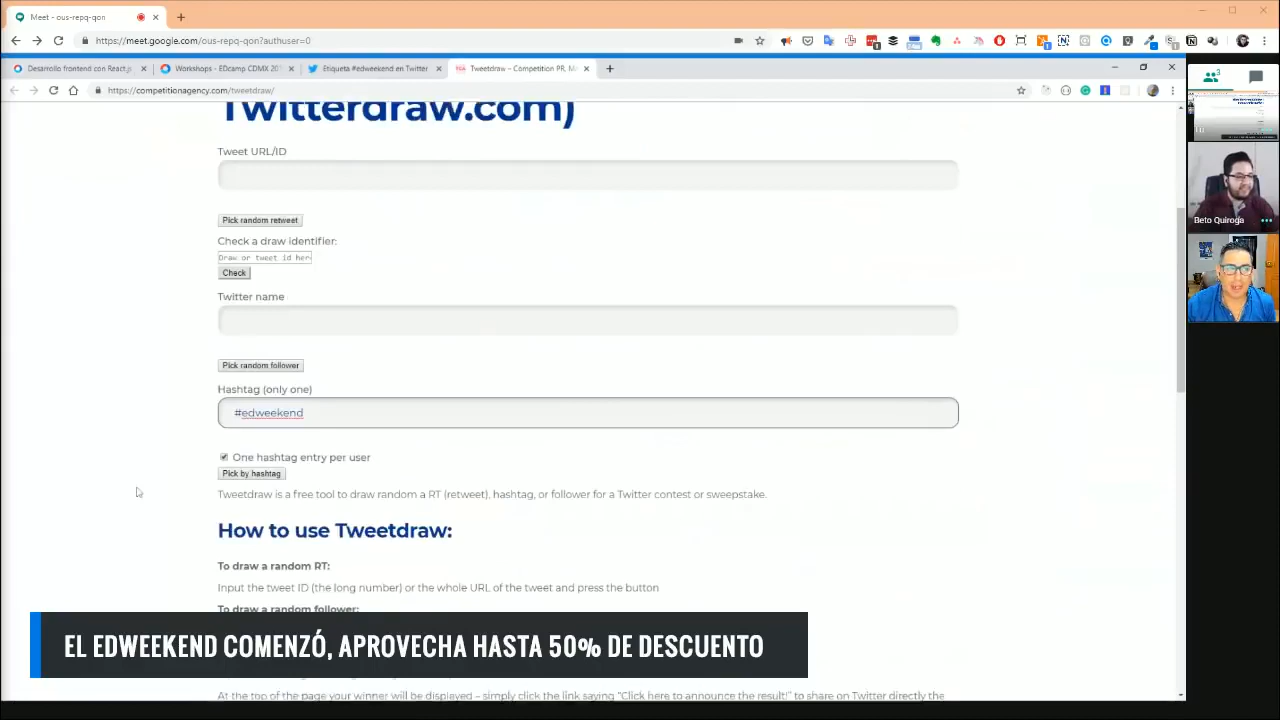 Meet - ous-repq-qon
https://meet.google.com/ous-repq-qon?authuser=0
Desarrollo frontend con React.js
Workshops - EDcamp CDMX 20
Etiqueta #edweekend en Twitter
Tweetdraw – Competition PR, M
https://competitionagency.com/tweetdraw/
Twitterdraw.com)
Tweet URL/ID
Pick random retweet
Check a draw identifier:
Draw or tweet id her
Check
Twitter name
Pick random follower
Hashtag (only one)
#edweekend
One hashtag entry per user
Pick by hashtag
Tweetdraw is a free tool to draw random a RT (retweet), hashtag, or follower for a Twitter contest or sweepstake.
How to use Tweetdraw:
To draw a random RT:
Input the tweet ID (the long number) or the whole URL of the tweet and press the button
To draw a random follower:
EL EDWEEKEND COMENZÓ, APROVECHA HASTA 50% DE DESCUENTO
At the top of the page your winner will be displayed – simply click the link saying "Click here to announce the result!" to share on Twitter directly the
3
Tú
Beto Quiroga